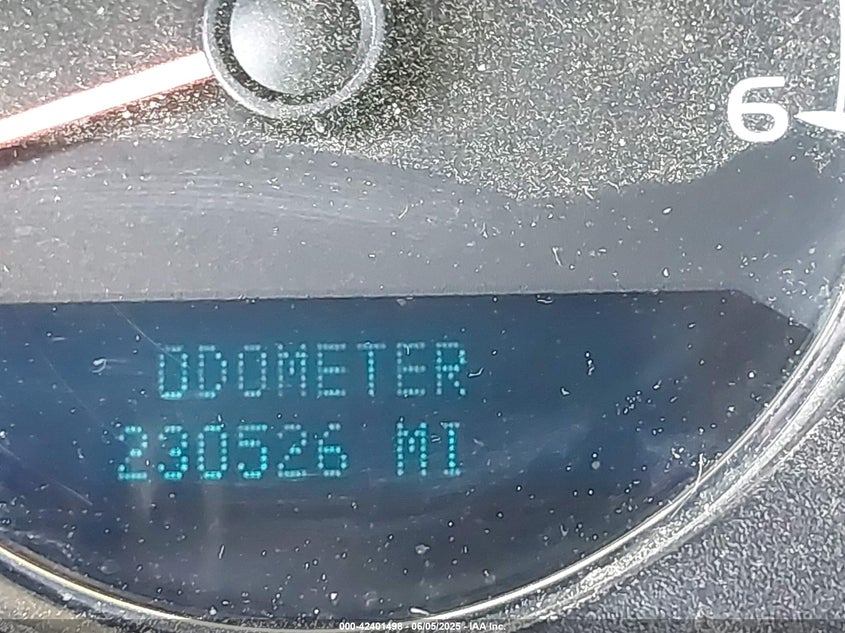 6
ODOMETER
230526 MI
000-42401498 - 06/05/2025 - IAA Inc.